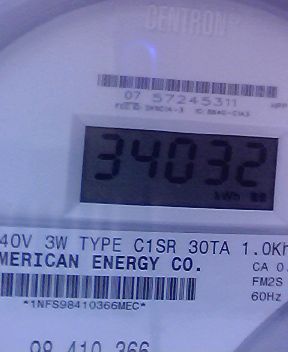 CENTRON
07 57245311
34032
kWh
40V 3W TYPE C1SR 30TA 1.0Kh
MERICAN ENERGY CO.
CA 0.
FM2S
60Hz
*1NFS98410366MEC*
98 410 366